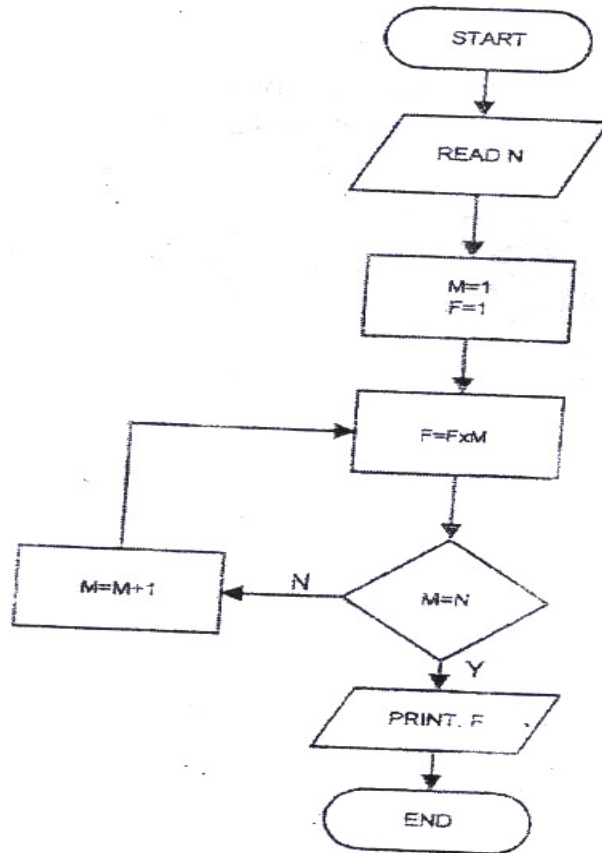 START
READ N
M=1
F=1
F=FxM
M=N
N
M=M+1
Y
PRINT. F
END